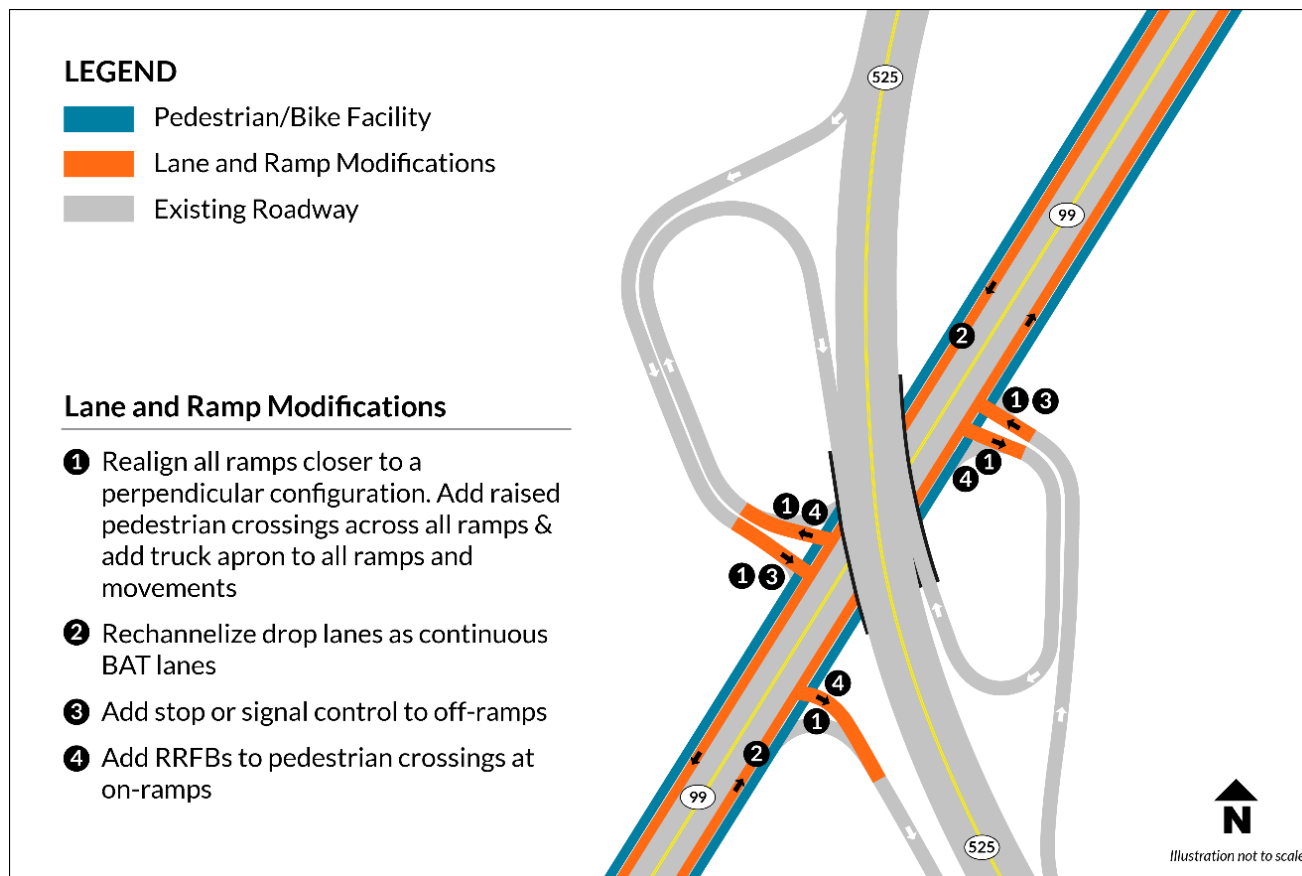 LEGEND
Pedestrian/Bike Facility
Lane and Ramp Modifications
Existing Roadway
Lane and Ramp Modifications
1 Realign all ramps closer to a
perpendicular configuration. Add raised
pedestrian crossings across all ramps &
add truck apron to all ramps and
movements
2 Rechannelize drop lanes as continuous
BAT lanes
3 Add stop or signal control to off-ramps
4 Add RRFBs to pedestrian crossings at
on-ramps
525
99
2
1 3
4 1
1 4
1 3
4
1
2
99
525
N
Illustration not to scale